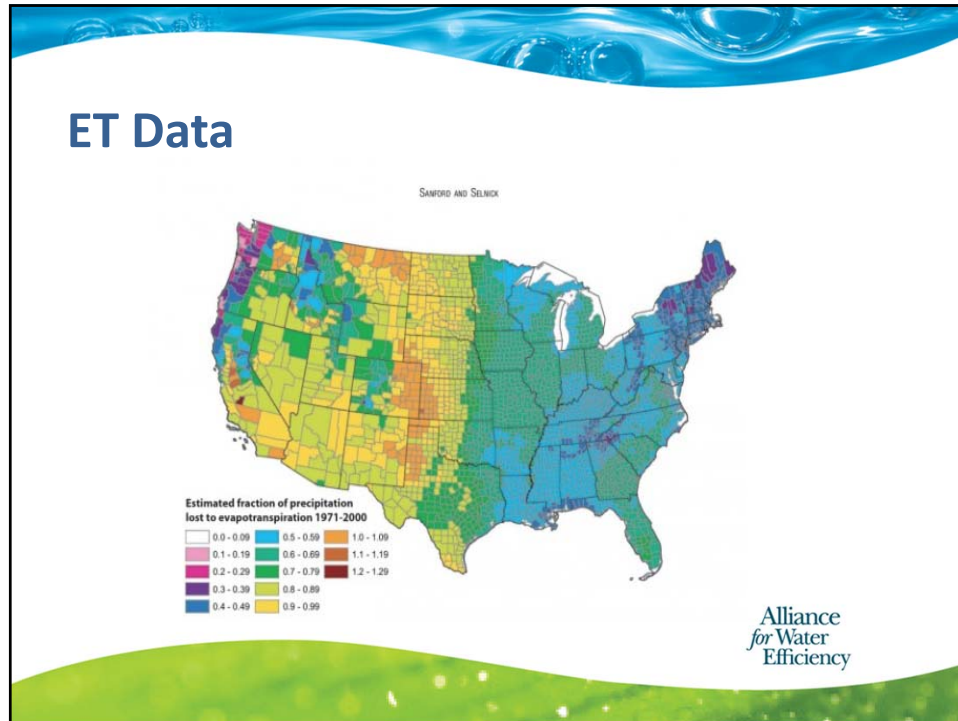 ET Data
SANFORD AND SELNICK
Estimated fraction of precipitation
lost to evapotranspiration 1971-2000
0.0 - 0.09 0.5 - 0.59 1.0 - 1.09
0.1 - 0.19 0.6 - 0.69 1.1 - 1.19
0.2 - 0.29 0.7 - 0.79 1.2 - 1.29
0.3 - 0.39 0.8 - 0.89
0.4 - 0.49 0.9 - 0.99
Alliance
for Water
Efficiency